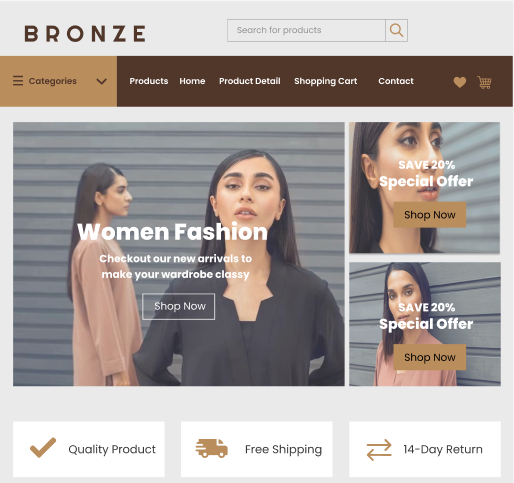 BRONZE
Search for products
Categories
Products Home Product Detail Shopping Cart Contact
Women Fashion
Checkout our new arrivals to
make your wardrobe classy
Shop Now
SAVE 20%
Special Offer
Shop Now
SAVE 20%
Special Offer
Shop Now
Quality Product
Free Shipping
14-Day Return